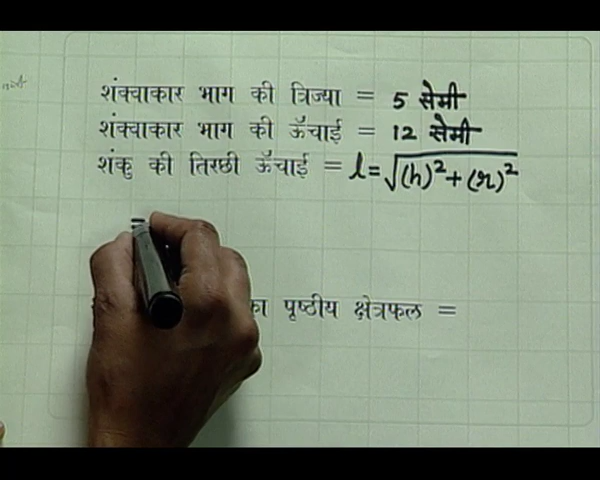 शंक्वाकार भाग की त्रिज्या = 5 सेमी
शंक्वाकार भाग की ऊँचाई = 12 सेमी
शंकु की तिरछी ऊँचाई = l = √(h)² + (r)²
=
का पृष्ठीय क्षेत्रफल =